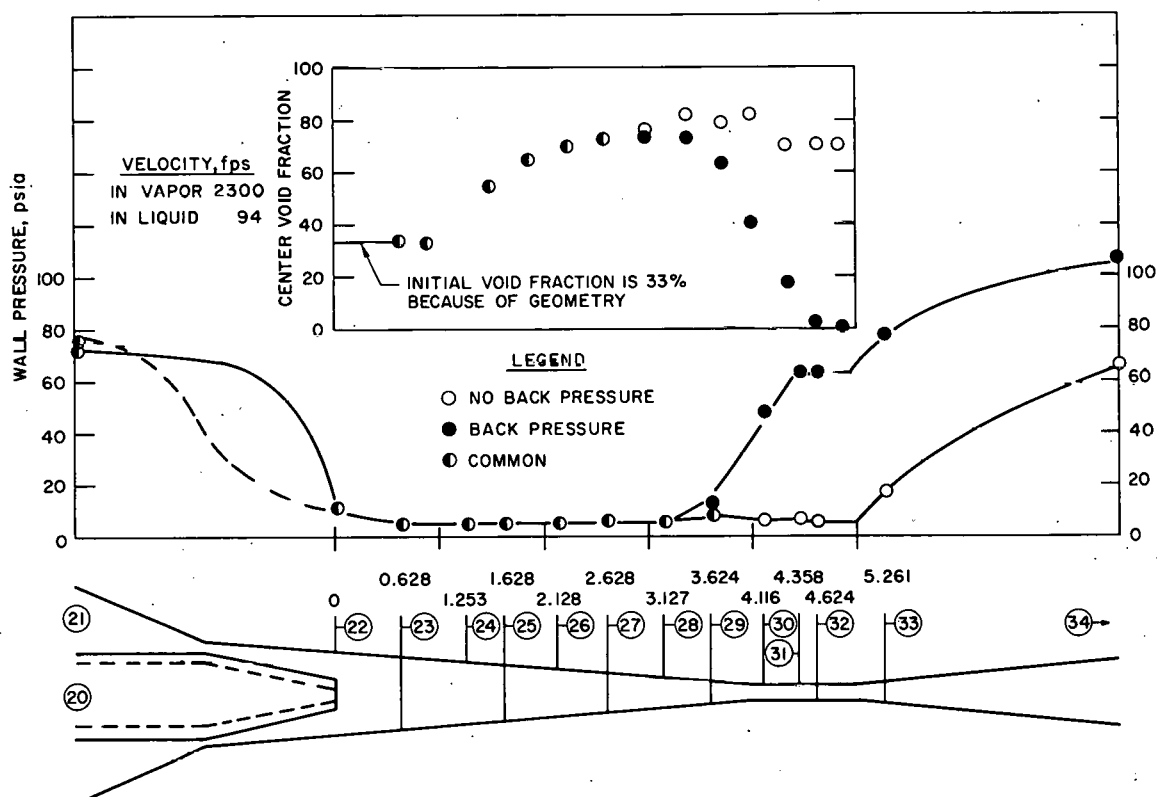 100
80
60
40
20
0
CENTER VOID FRACTION
INITIAL VOID FRACTION IS 33%
BECAUSE OF GEOMETRY
VELOCITY, fps
IN VAPOR 2300
IN LIQUID 94
WALL PRESSURE, psia
100
80
60
40
20
0
LEGEND
NO BACK PRESSURE
BACK PRESSURE
COMMON
100
80
60
40
20
0
0.628 1.628 2.628 3.624 4.358 5.261
0 1.253 2.128 3.127 4.116 4.624
21 22 23 24 25 26 27 28 29 30 32 33 34
31
20